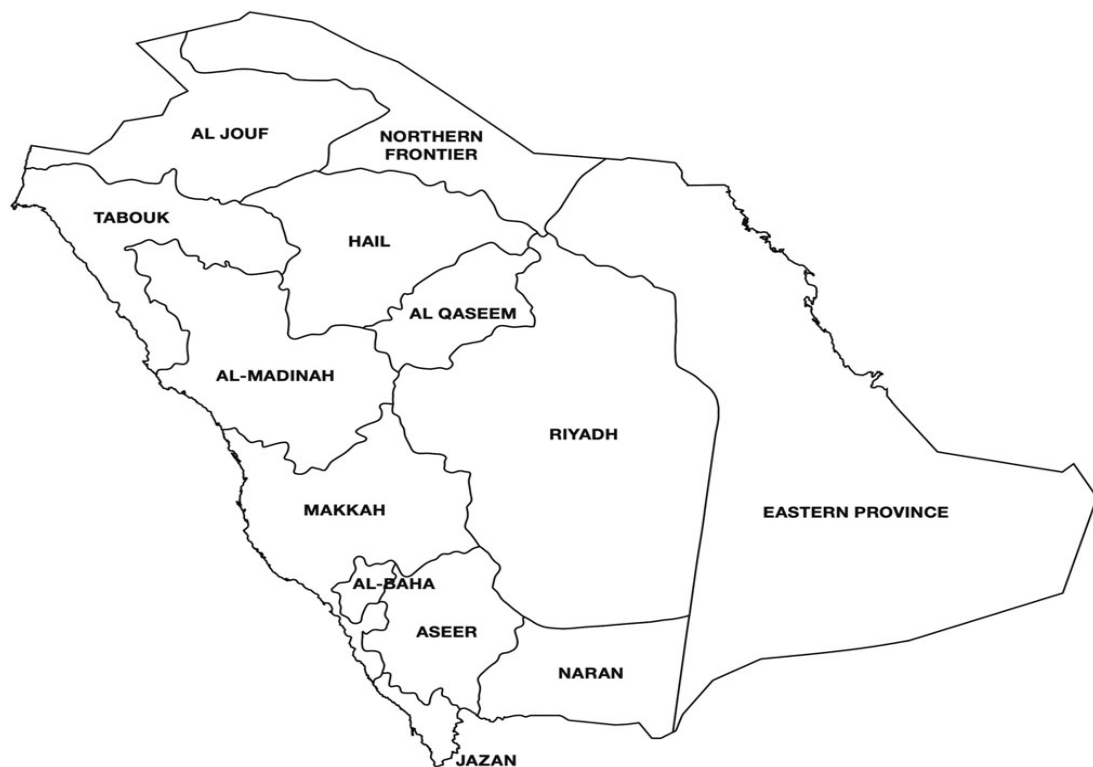 AL JOUF
NORTHERN
FRONTIER
TABOUK
HAIL
AL QASEEM
AL-MADINAH
RIYADH
MAKKAH
EASTERN PROVINCE
AL-BAHA
ASEER
NARAN
JAZAN